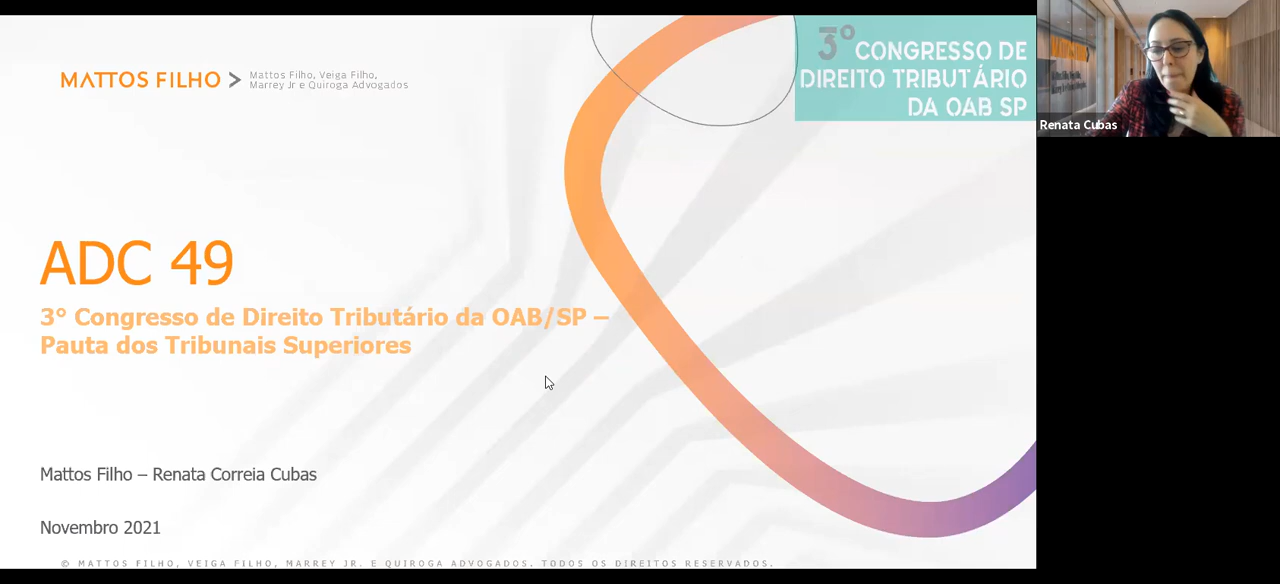 MATTOS FILHO >
Mattos Filho, Veiga Filho,
Marrey Jr e Quiroga Advogados
3º CONGRESSO DE
DIREITO TRIBUTÁRIO
DA OAB SP
Renata Cubas
ADC 49
3° Congresso de Direito Tributário da OAB/SP –
Pauta dos Tribunais Superiores
Mattos Filho – Renata Correia Cubas
Novembro 2021
© MATTOS FILHO, VEIGA FILHO, MARREY JR. E QUIROGA ADVOGADOS. TODOS OS DIREITOS RESERVADOS.